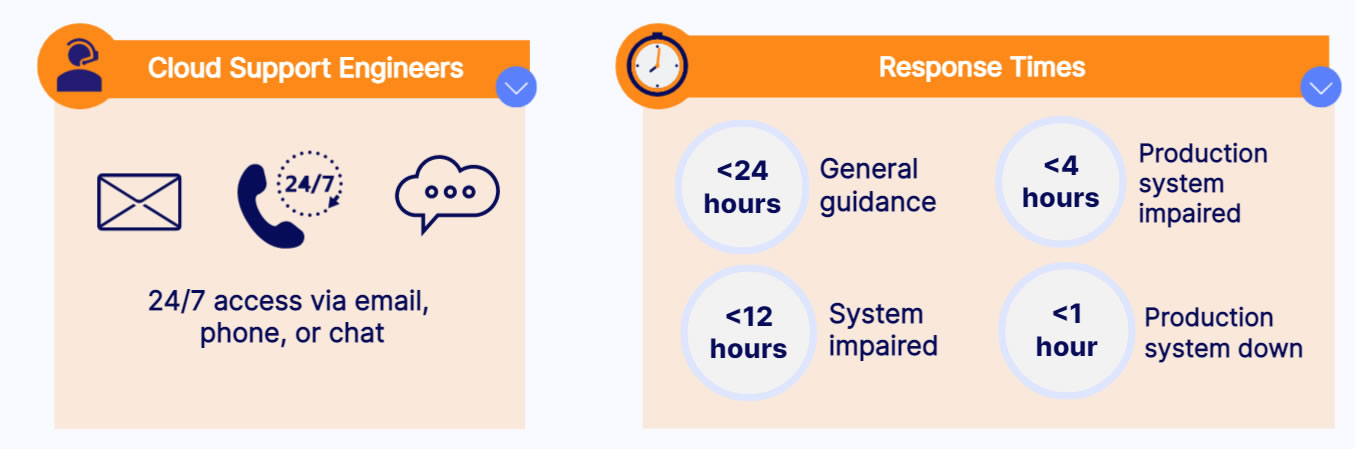 Cloud Support Engineers
24/7
24/7 access via email,
phone, or chat
Response Times
<24
hours
General
guidance
<4
hours
Production
system
impaired
<12
hours
System
impaired
<1
hour
Production
system down